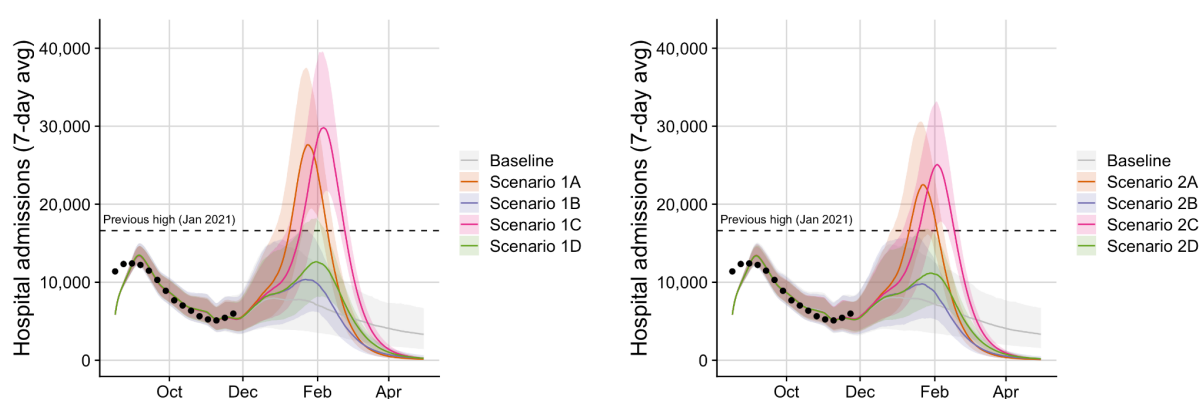 Hospital admissions (7-day avg)
40,000
30,000
20,000
10,000
0
Previous high (Jan 2021)
Oct Dec Feb Apr
Baseline
Scenario 1A
Scenario 1B
Scenario 1C
Scenario 1D
Hospital admissions (7-day avg)
40,000
30,000
20,000
10,000
0
Previous high (Jan 2021)
Oct Dec Feb Apr
Baseline
Scenario 2A
Scenario 2B
Scenario 2C
Scenario 2D